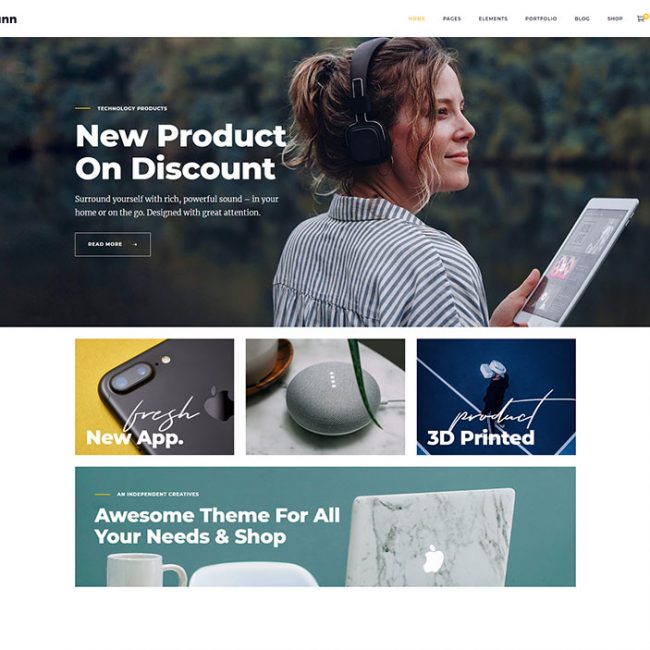 HOME PAGES ELEMENTS PORTFOLIO BLOG SHOP
TECHNOLOGY PRODUCTS
New Product
On Discount
Surround yourself with rich, powerful sound – in your
home or on the go. Designed with great attention.
READ MORE →
fresh
New App.
product
3D Printed
AN INDEPENDENT CREATIVES
Awesome Theme For All
Your Needs & Shop